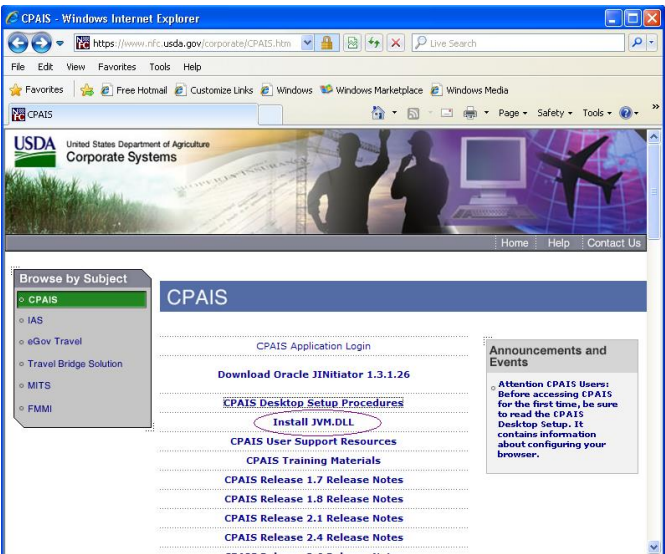 CPAIS - Windows Internet Explorer
https://www.nfc.usda.gov/corporate/CPAIS.htm
Live Search
File Edit View Favorites Tools Help
Favorites Free Hotmail Customize Links Windows Windows Marketplace Windows Media
CPAIS
Page Safety Tools
USDA United States Department of Agriculture
Corporate Systems
Home Help Contact Us
Browse by Subject
CPAIS
IAS
eGov Travel
Travel Bridge Solution
MITS
FMMI
CPAIS
CPAIS Application Login
Download Oracle JINitiator 1.3.1.26
CPAIS Desktop Setup Procedures
Install JVM.DLL
CPAIS User Support Resources
CPAIS Training Materials
CPAIS Release 1.7 Release Notes
CPAIS Release 1.8 Release Notes
CPAIS Release 2.1 Release Notes
CPAIS Release 2.4 Release Notes
Announcements and
Events
Attention CPAIS Users:
Before accessing CPAIS
for the first time, be sure
to read the CPAIS
Desktop Setup. It
contains information
about configuring your
browser.